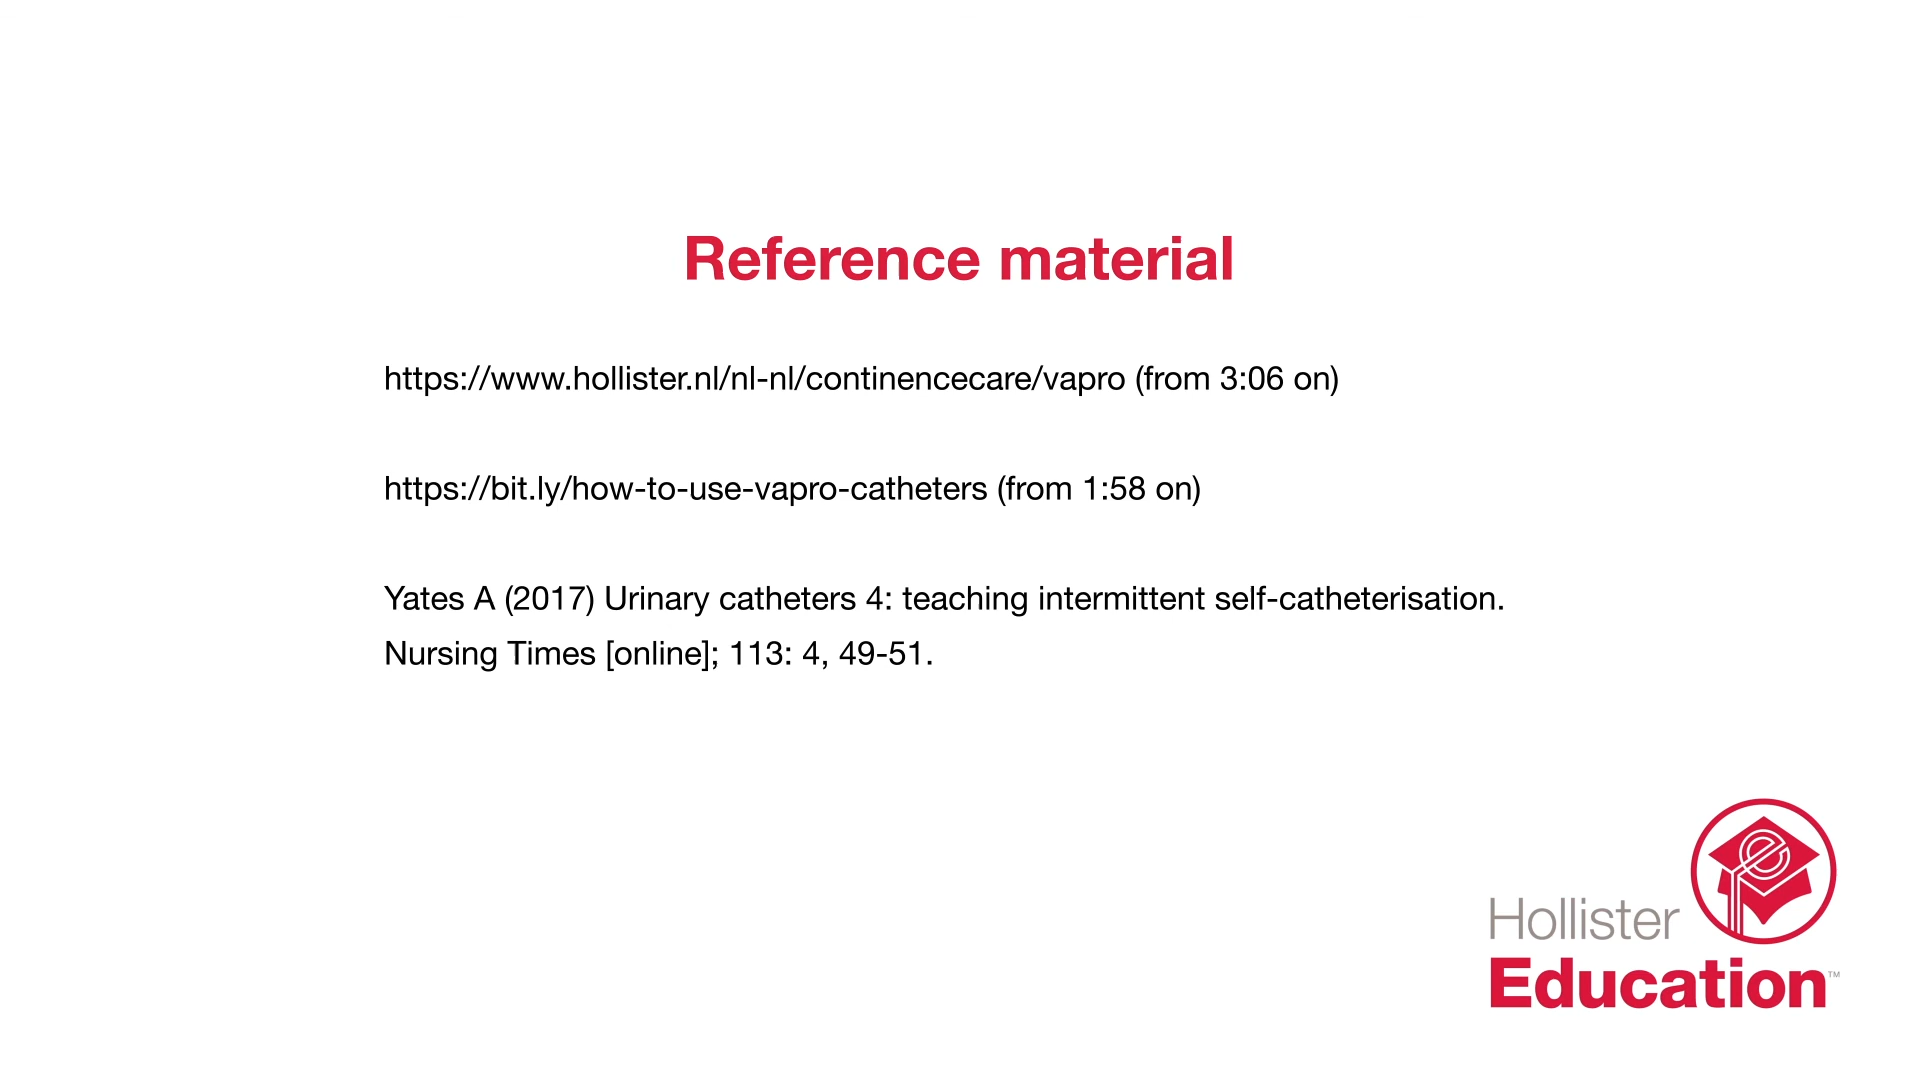 Reference material
https://www.hollister.nl/nl-nl/continencecare/vapro (from 3:06 on)
https://bit.ly/how-to-use-vapro-catheters (from 1:58 on)
Yates A (2017) Urinary catheters 4: teaching intermittent self-catheterisation.
Nursing Times [online]; 113: 4, 49-51.
Hollister
Education™